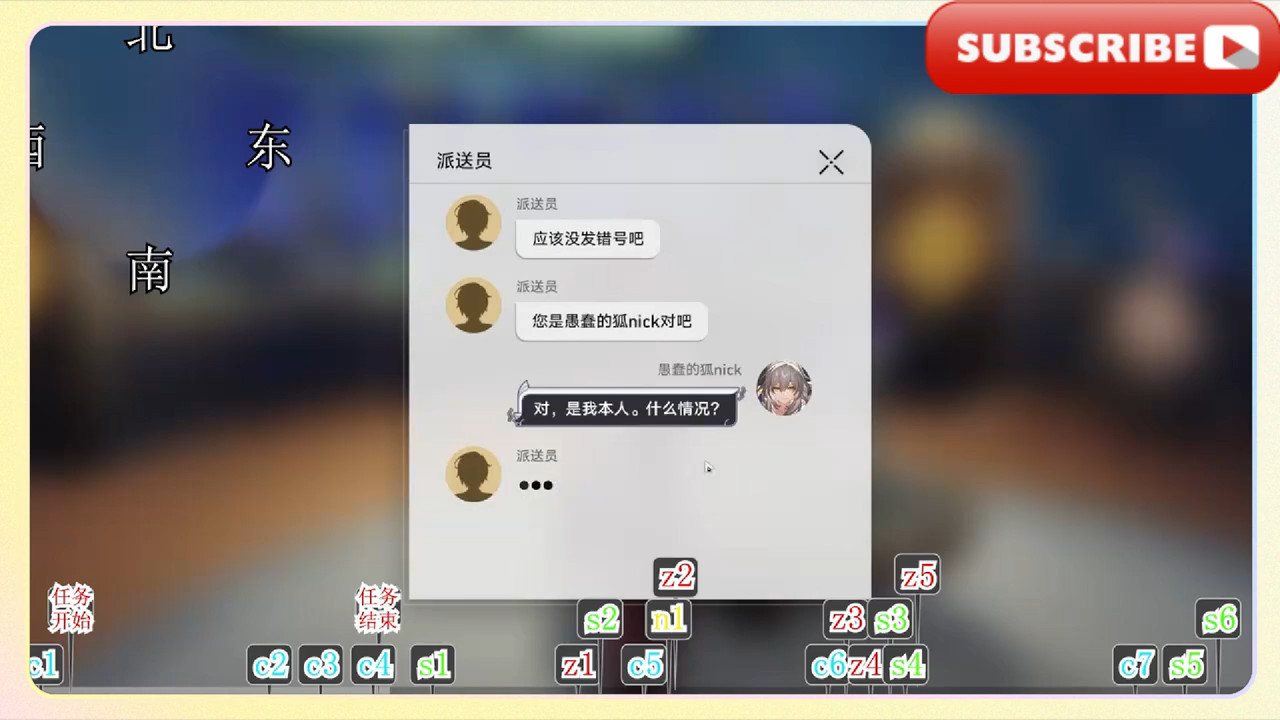 北
SUBSCRIBE
西
东
南
派送员
派送员
应该没发错号吧
派送员
您是愚蠢的狐nick对吧
愚蠢的狐nick
对，是我本人。什么情况？
派送员
任务
开始
任务
结束
z2
z5
s2
n1
z3
s3
s6
c1
c2
c3
c4
s1
z1
c5
c6
z4
s4
c7
s5